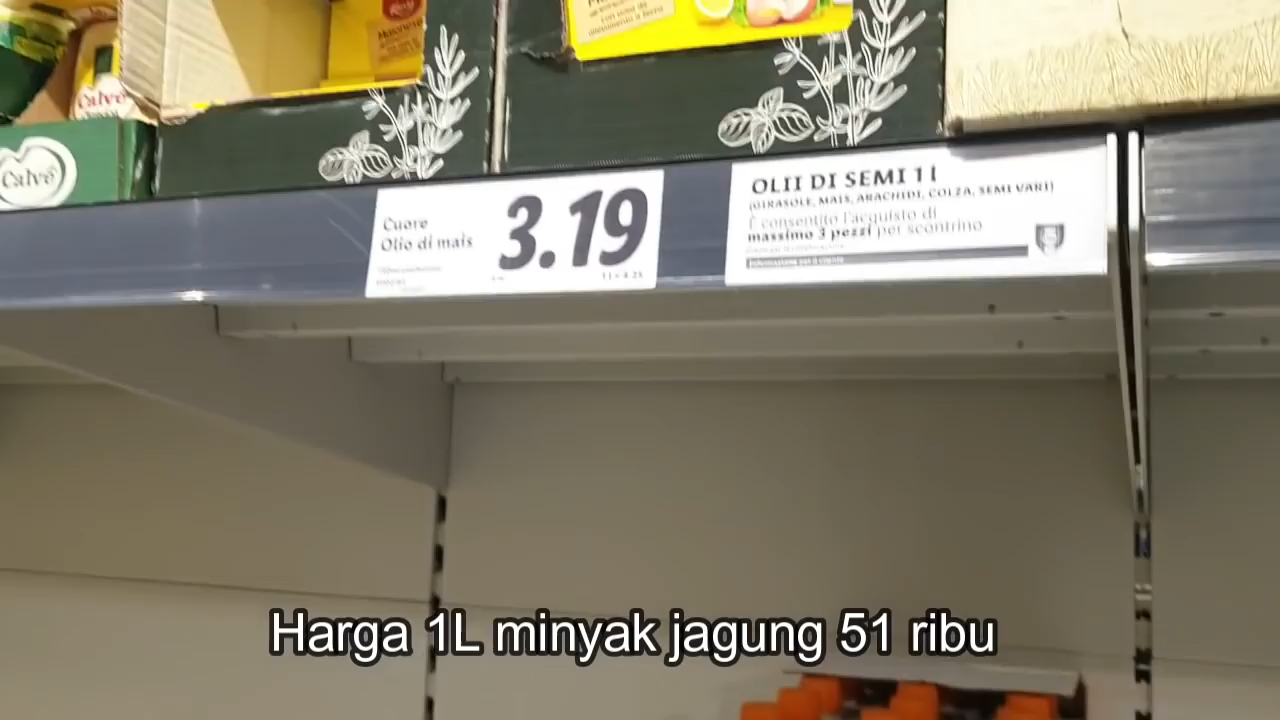 Maionese
Calvé
Calvé
Cuore
Olio di mais
3.19
OLII DI SEMI 1 l
(GIRASOLE, MAIS, ARACHIDI, COLZA, SEMI VARI)
È consentito l'acquisto di
massimo 3 pezzi per scontrino
Harga 1L minyak jagung 51 ribu